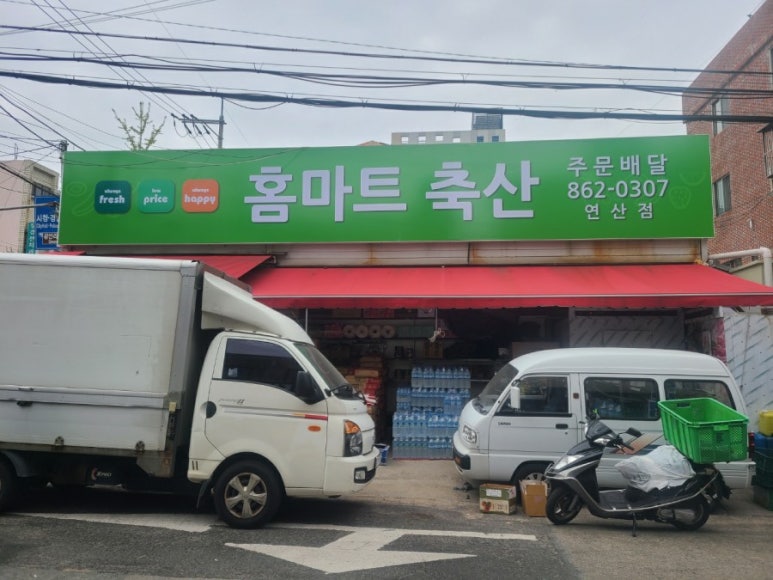 always
fresh
low
price
always
happy
홈마트 축산
주문배달
862-0307
연산점